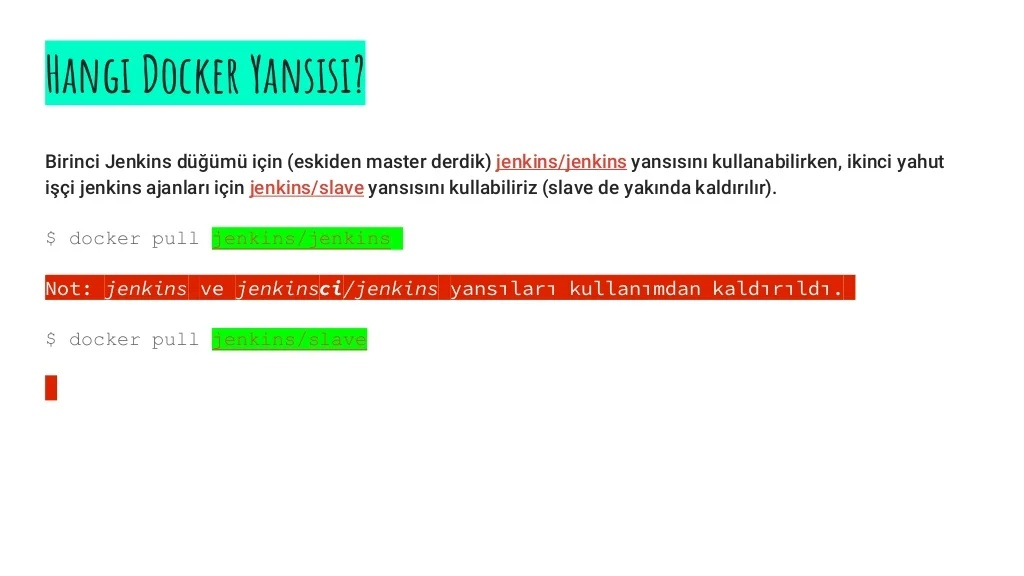 Hangi Docker Yansısı?
Birinci Jenkins düğümü için (eskiden master derdik) jenkins/jenkins yansısını kullanabilirken, ikinci yahut
işçi jenkins ajanları için jenkins/slave yansısını kullabiliriz (slave de yakında kaldırılır).
$ docker pull jenkins/jenkins
Not: jenkins ve jenkinsci/jenkins yansıları kullanımdan kaldırıldı.
$ docker pull jenkins/slave